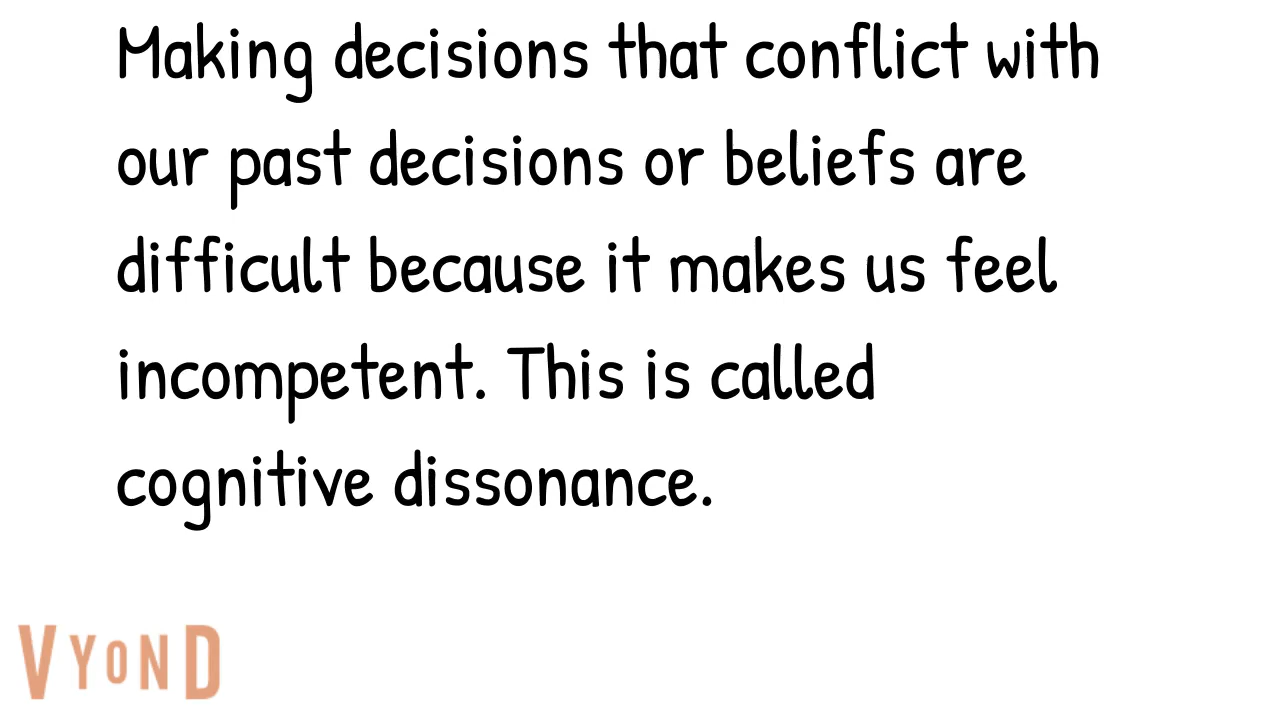 Making decisions that conflict with
our past decisions or beliefs are
difficult because it makes us feel
incompetent. This is called
cognitive dissonance.
VYOND